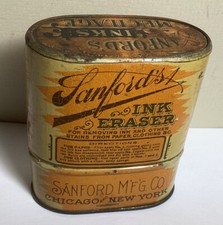 SANFORD'S
INKS
MUCILAGE
Sanford's
INK
ERASER
FOR REMOVING INK AND OTHER
STAINS FROM PAPER, CLOTHING &c
DIRECTIONS
SANFORD M'F'G CO.
CHICAGO NEW YORK